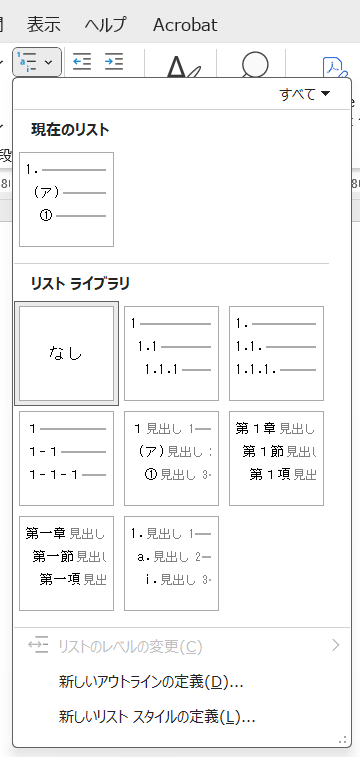 表示 ヘルプ Acrobat
すべて
現在のリスト
1.
(ア)
①
リスト ライブラリ
なし
1
1.1
1.1.1
1.
1.1.
1.1.1.
1
1-1
1-1-1
1 見出し 1
(ア)見出し
①見出し 3
第1章 見出し
第1節 見出し
第1項 見出
第一章 見出し
第一節 見出し
第一項 見出
1. 見出し 1
a. 見出し 2
i. 見出し 3
リストのレベルの変更(C)
新しいアウトラインの定義(D)...
新しいリスト スタイルの定義(L)...